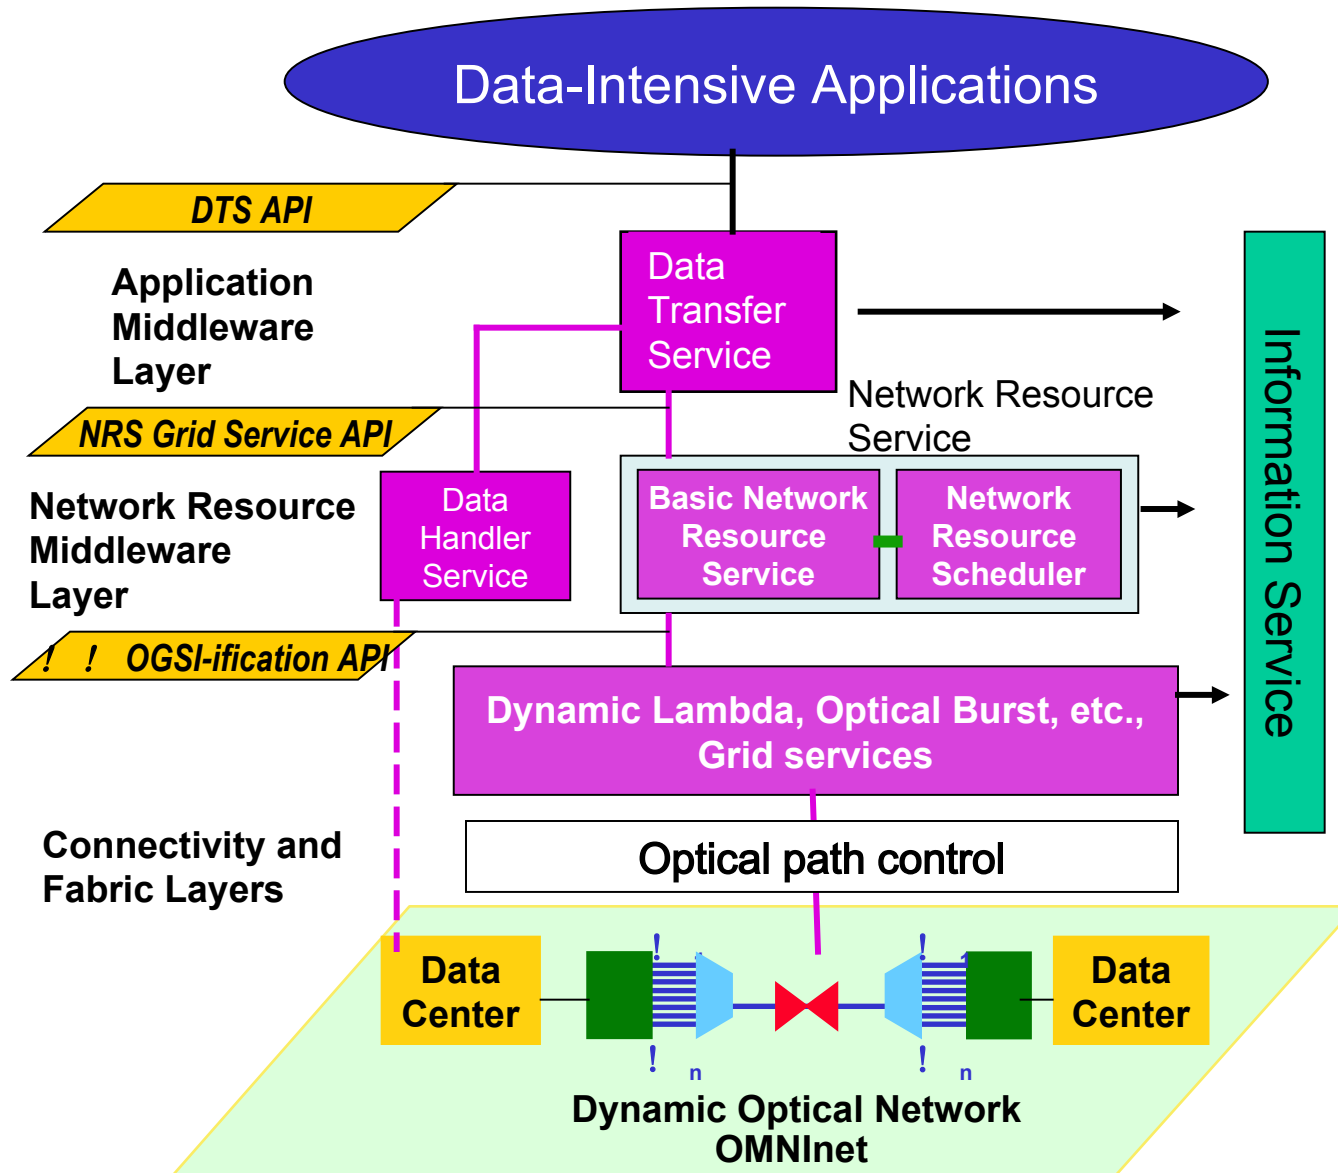 Data-Intensive Applications
DTS API
Application
Middleware
Layer
Data
Transfer
Service
NRS Grid Service API
Network Resource
Service
Network Resource
Middleware
Layer
Data
Handler
Service
Basic Network
Resource
Service
Network
Resource
Scheduler
Information Service
! ! OGSI-ification API
Dynamic Lambda, Optical Burst, etc.,
Grid services
Connectivity and
Fabric Layers
Optical path control
Data
Center
!
! 1
Data
Center
! n
! n
Dynamic Optical Network
OMNInet